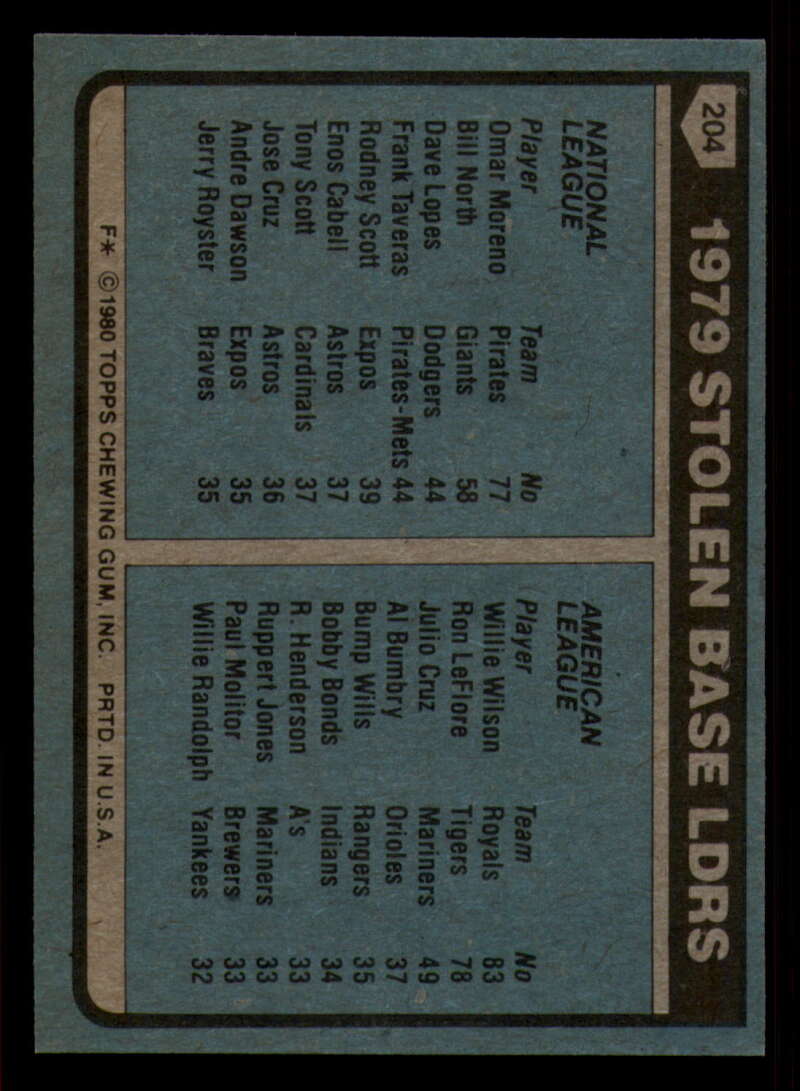 204
1979 STOLEN BASE LDRS
NATIONAL
LEAGUE
Player Team No
Omar Moreno Pirates 77
Bill North Giants 58
Dave Lopes Dodgers 44
Frank Taveras Pirates-Mets 44
Rodney Scott Expos 39
Enos Cabell Astros 37
Tony Scott Cardinals 37
Jose Cruz Astros 36
Andre Dawson Expos 35
Jerry Royster Braves 35
AMERICAN
LEAGUE
Player Team No
Willie Wilson Royals 83
Ron LeFlore Tigers 78
Julio Cruz Mariners 49
Al Bumbry Orioles 37
Bump Wills Rangers 35
Bobby Bonds Indians 34
R. Henderson A's 33
Ruppert Jones Mariners 33
Paul Molitor Brewers 33
Willie Randolph Yankees 32
F* ©1980 TOPPS CHEWING GUM, INC. PRTD. IN U.S.A.